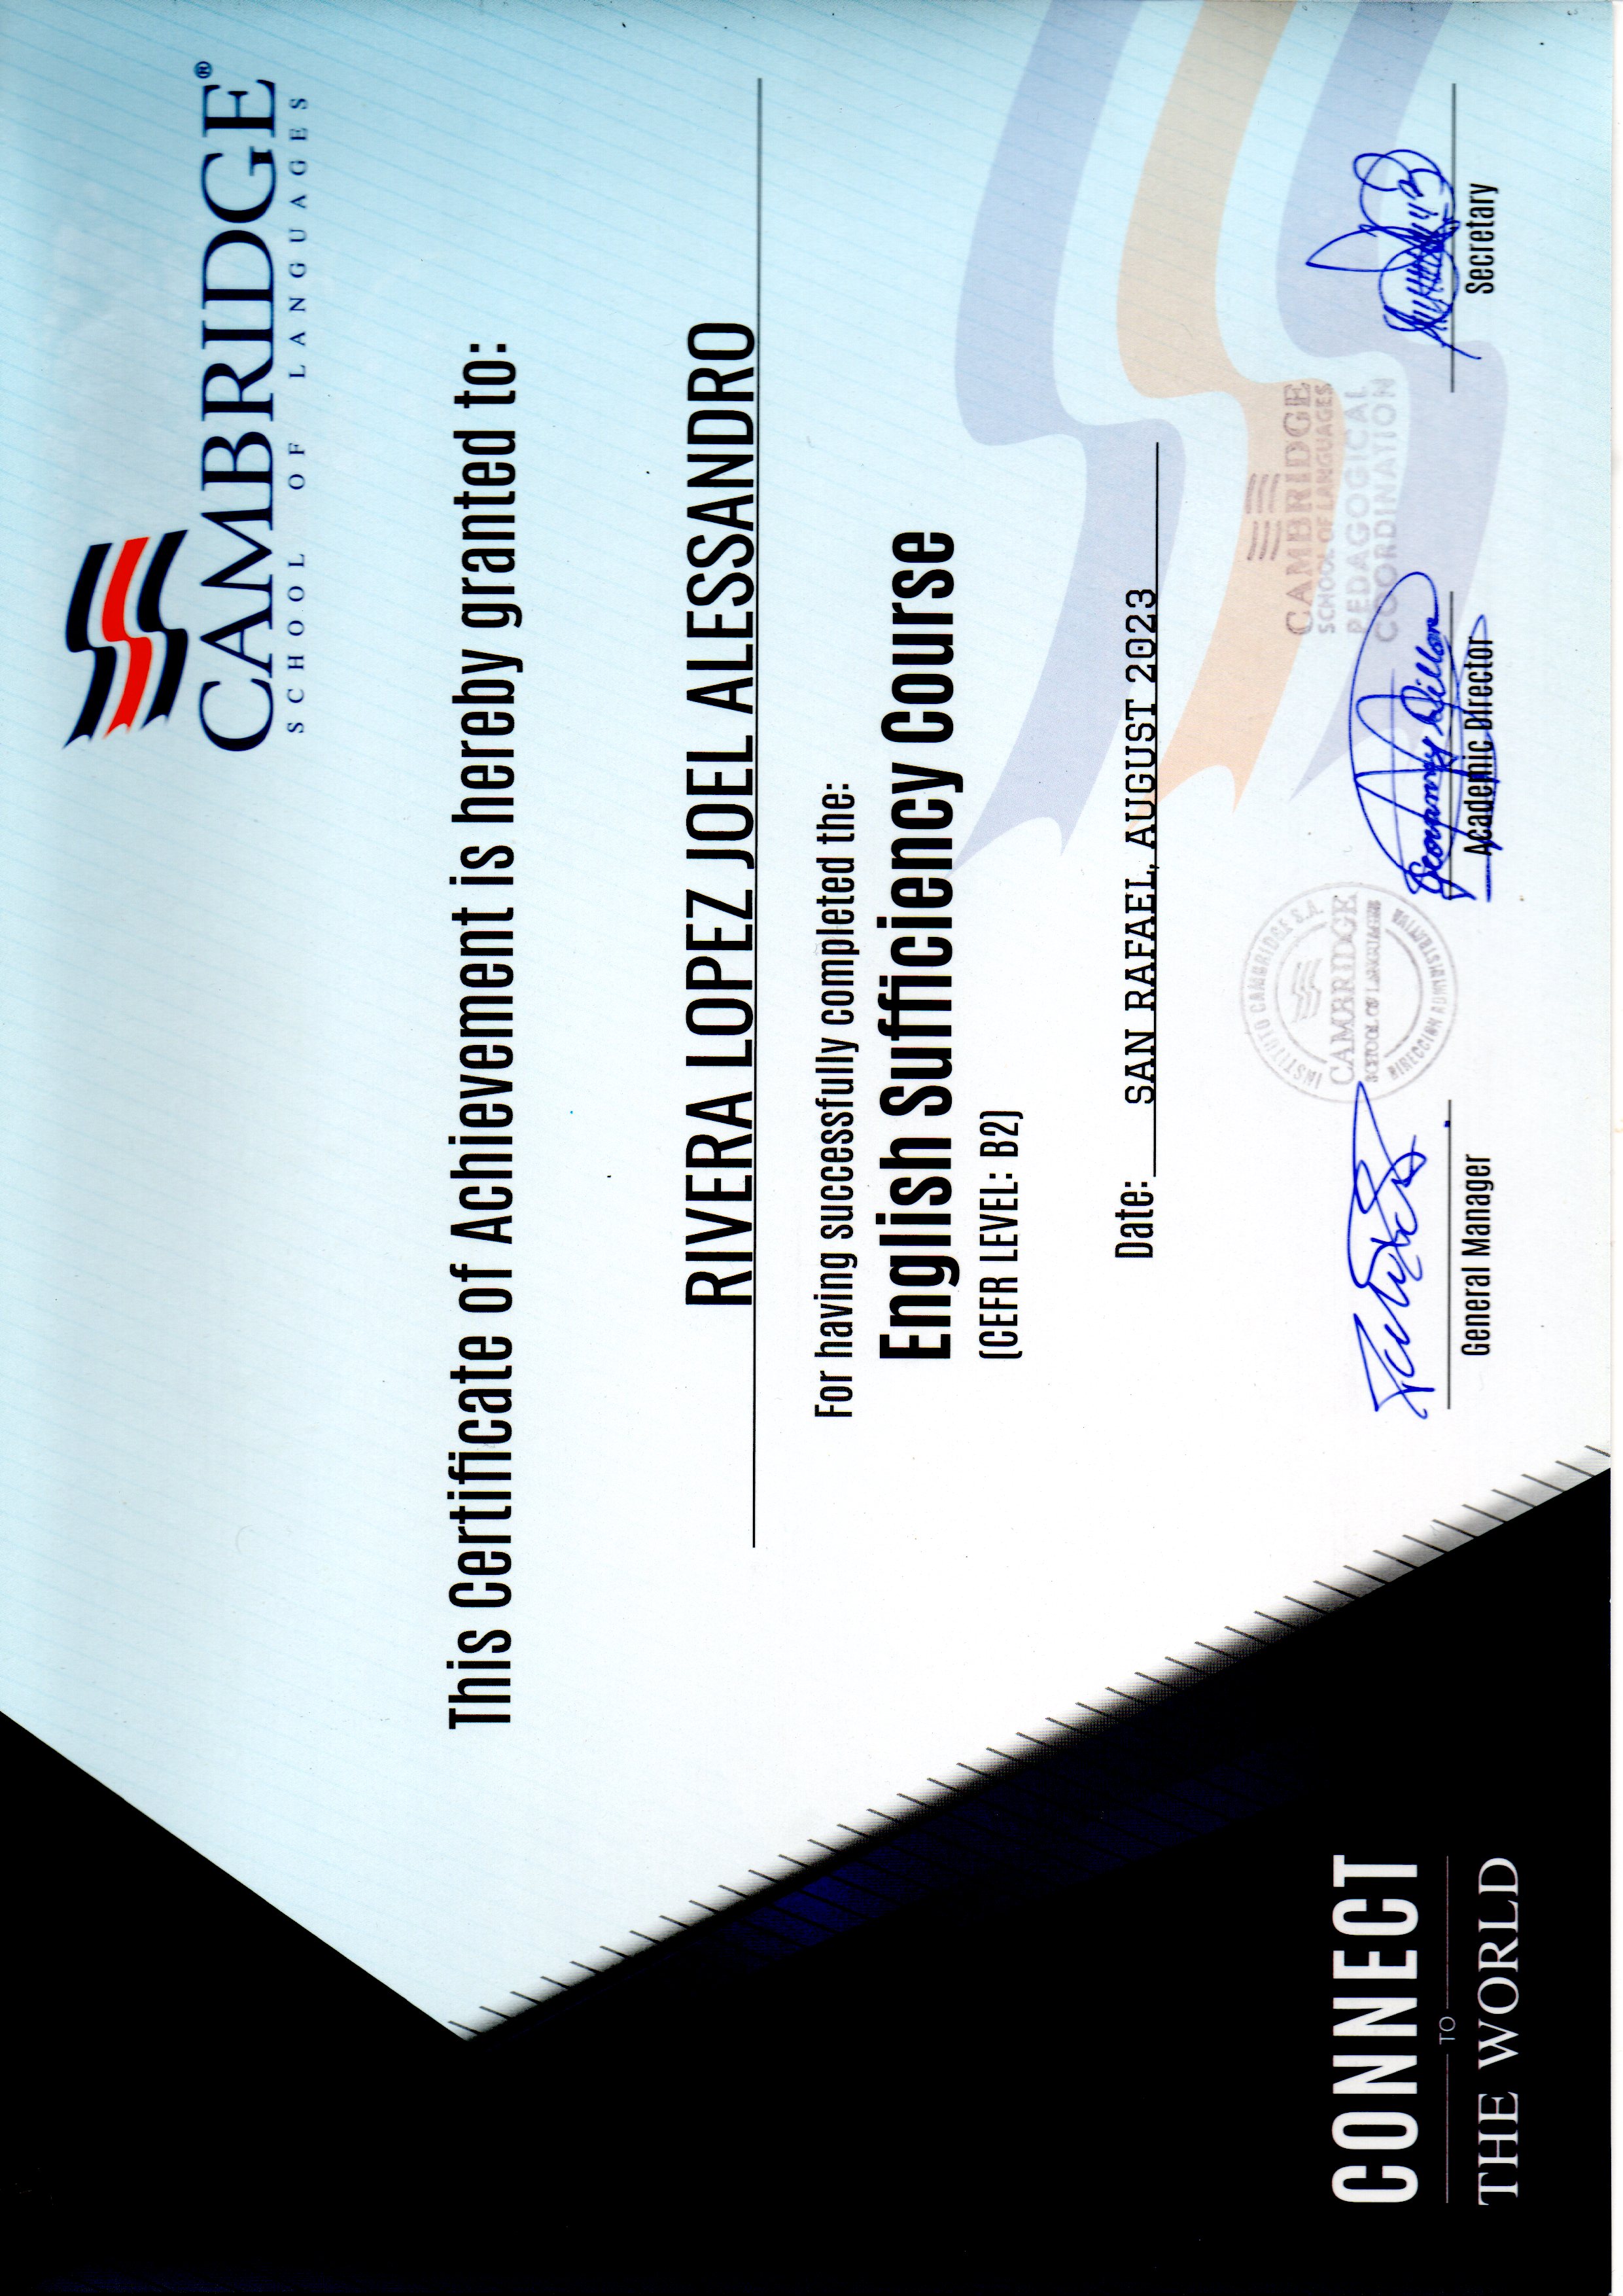 CAMBRIDGE®
SCHOOL OF LANGUAGES
This Certificate of Achievement is hereby granted to:
RIVERA LOPEZ JOEL ALESSANDRO
For having successfully completed the:
English Sufficiency Course
(CEFR LEVEL: B2)
Date: SAN RAFAEL, AUGUST 2023
INSTITUTO CAMBRIDGE S.A.
CAMBRIDGE
SCHOOL OF LANGUAGES
DIRECCION ADMINISTRATIVA
CAMBRIDGE
SCHOOL OF LANGUAGES
PEDAGOGICAL
COORDINATION
General Manager
Academic Director
Secretary
CONNECT
TO
THE WORLD